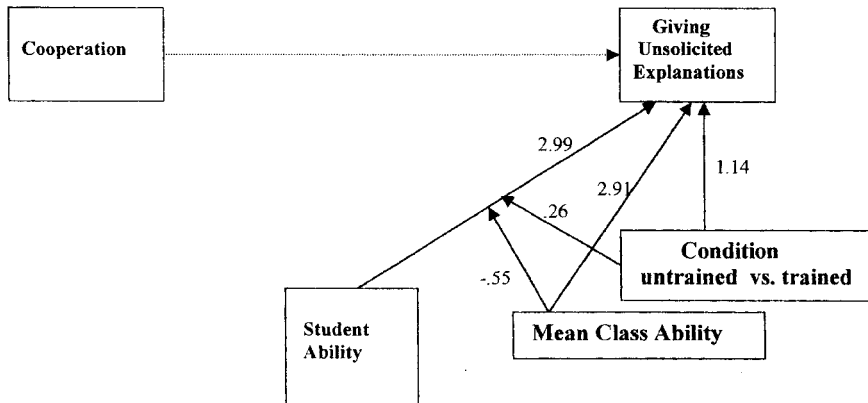 Giving
Unsolicited
Explanations
Cooperation
2.99
1.14
2.91
.26
Condition
untrained vs. trained
-.55
Mean Class Ability
Student
Ability